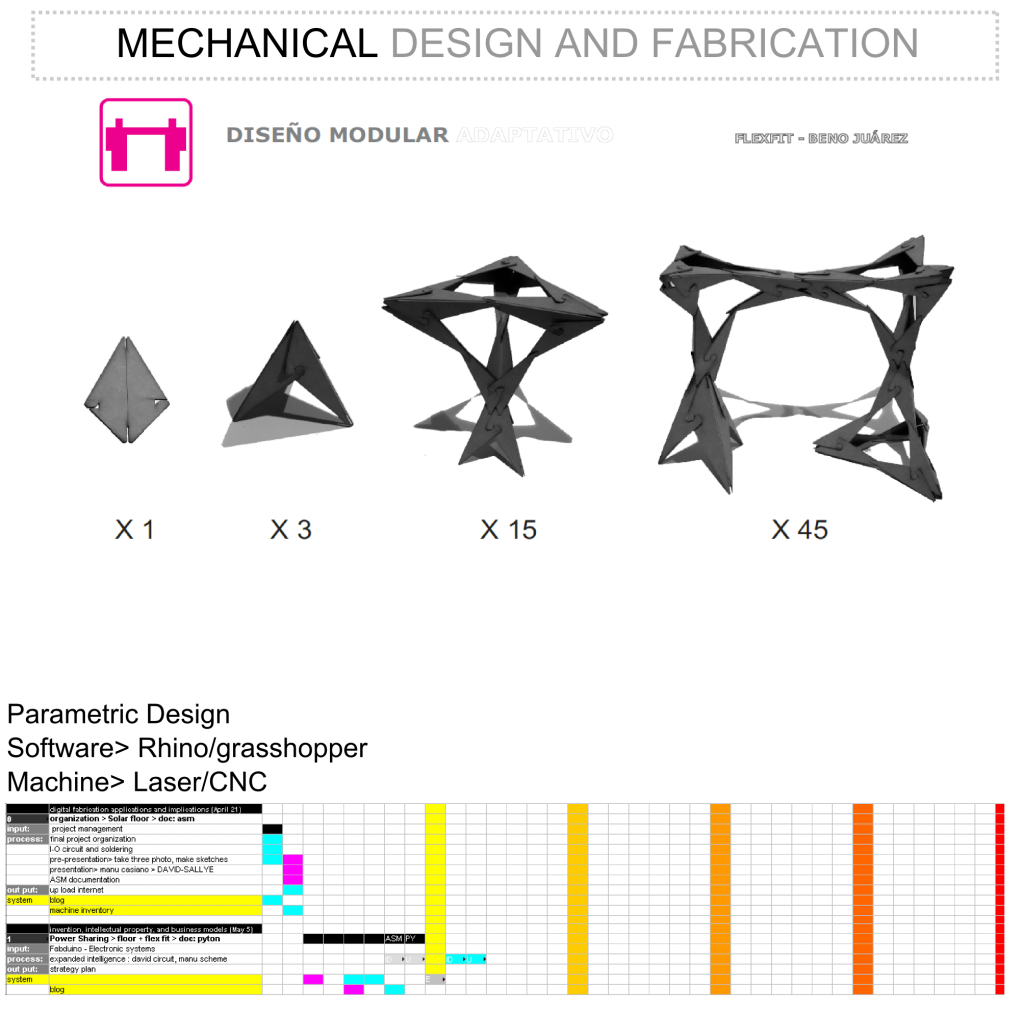 MECHANICAL DESIGN AND FABRICATION
DISEÑO MODULAR ADAPTATIVO
FLEXFIT - BENO JUÁREZ
X 1
X 3
X 15
X 45
Parametric Design
Software> Rhino/grasshopper
Machine> Laser/CNC
digital fabrication applications and implications (April 21)
0 organization > Solar floor > doc: asm
input: project management
process: final project organization
I-O circuit and soldering
pre-presentation> take three photo, make sketches
presentation> manu casiano > DAVID-SALLYE
ASM documentation
out put: up load internet
system blog
machine inventory
invention, intellectual property, and business models (May 5)
1 Power Sharing > floor + flex fit > doc: pyton ASM PY
input: Fabduino - Electronic systems
process: expanded intelligence : david circuit, manu scheme
out put: strategy plan
system
blog